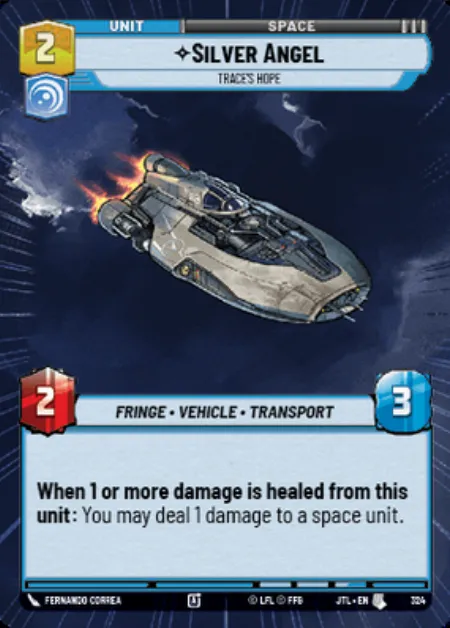 UNIT
SPACE
2
✧SILVER ANGEL
TRACE'S HOPE
2
FRINGE • VEHICLE • TRANSPORT
3
When 1 or more damage is healed from this
unit: You may deal 1 damage to a space unit.
FERNANDO CORREA
© LFL © FFG
JTL • EN
324